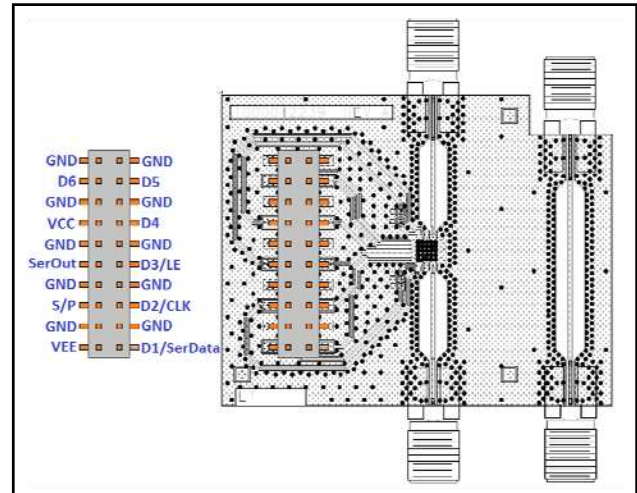 GND GND
D6 D5
GND GND
VCC D4
GND GND
SerOut D3/LE
GND GND
S/P D2/CLK
GND GND
VEE D1/SerData